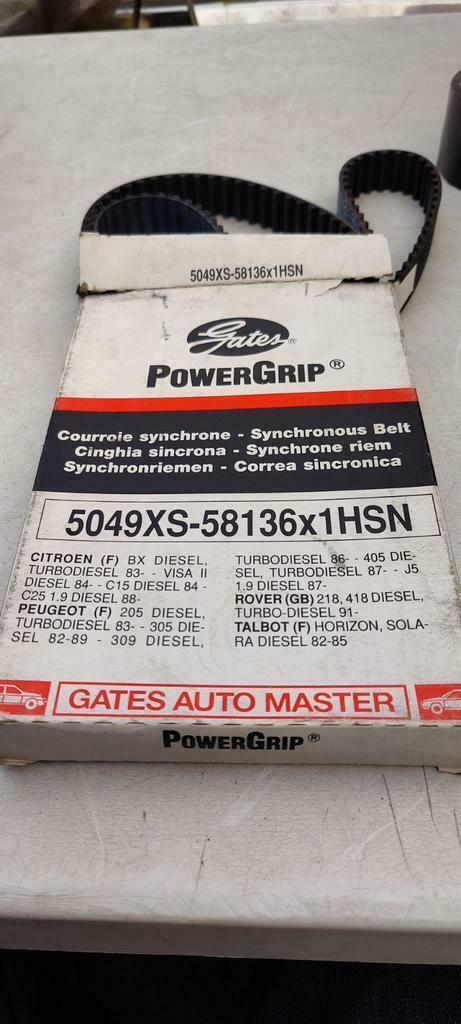 5049XS-58136x1HSN
Gates®
POWERGRIP®
Courroie synchrone - Synchronous Belt
Cinghia sincrona - Synchrone riem
Synchronriemen - Correa sincronica
5049XS-58136x1HSN
CITROEN (F) BX DIESEL,
TURBODIESEL 83- - VISA II
DIESEL 84- - C15 DIESEL 84 -
C25 1.9 DIESEL 88-
PEUGEOT (F) 205 DIESEL,
TURBODIESEL 83- - 305 DIE-
SEL 82-89 - 309 DIESEL,
TURBODIESEL 86- - 405 DIE-
SEL, TURBODIESEL 87- - J5
1.9 DIESEL 87-
ROVER (GB) 218, 418 DIESEL,
TURBO-DIESEL 91-
TALBOT (F) HORIZON, SOLA-
RA DIESEL 82-85
GATES AUTO MASTER
POWERGRIP®